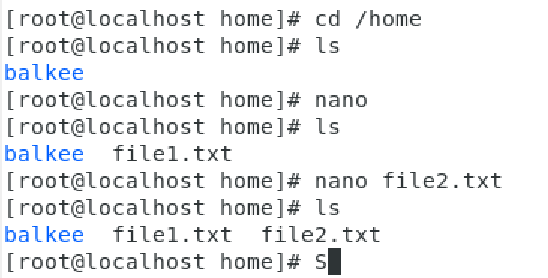 [root@localhost home]# cd /home
[root@localhost home]# ls
balkee
[root@localhost home]# nano
[root@localhost home]# ls
balkee  file1.txt
[root@localhost home]# nano file2.txt
[root@localhost home]# ls
balkee  file1.txt  file2.txt
[root@localhost home]# S